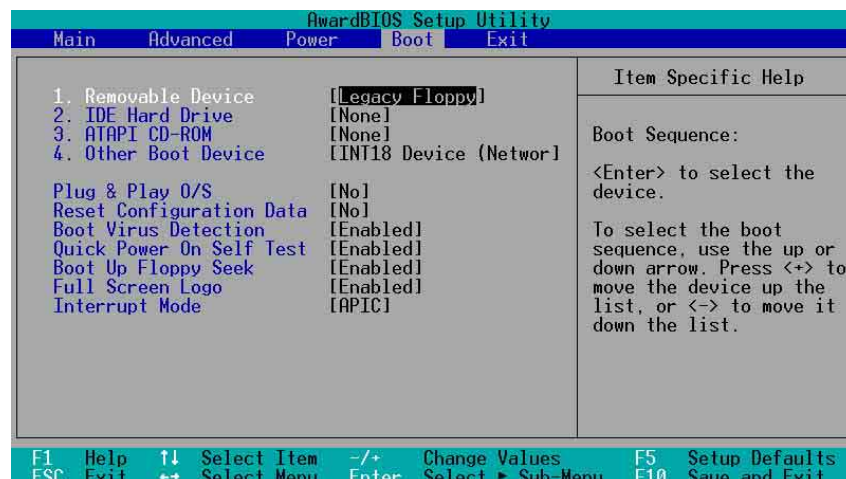 AwardBIOS Setup Utility
Main Advanced Power Boot Exit
1. Removable Device [Legacy Floppy]
2. IDE Hard Drive [None]
3. ATAPI CD-ROM [None]
4. Other Boot Device [INT18 Device (Networ]
Plug & Play O/S [No]
Reset Configuration Data [No]
Boot Virus Detection [Enabled]
Quick Power On Self Test [Enabled]
Boot Up Floppy Seek [Enabled]
Full Screen Logo [Enabled]
Interrupt Mode [APIC]
Item Specific Help
Boot Sequence:
<Enter> to select the
device.
To select the boot
sequence, use the up or
down arrow. Press <+> to
move the device up the
list, or <-> to move it
down the list.
F1 Help ↑↓ Select Item -/+ Change Values F5 Setup Defaults
ESC Exit ←→ Select Menu Enter Select ► Sub-Menu F10 Save and Exit